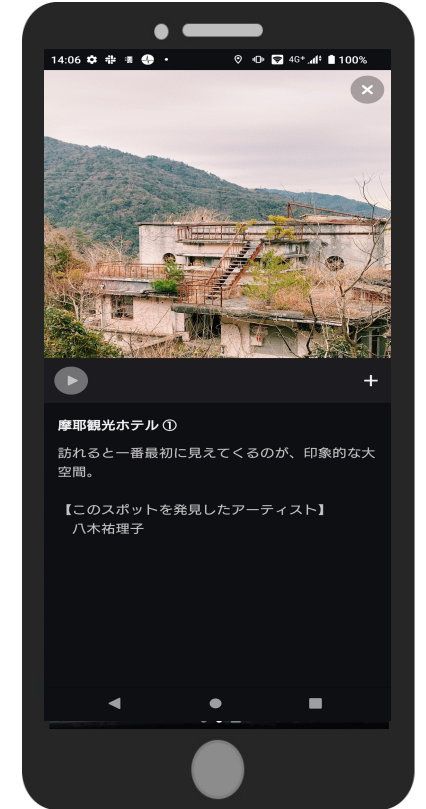 14:06
4G+
100%
摩耶観光ホテル ①
訪れると一番最初に見えてくるのが、印象的な大
空間。
【このスポットを発見したアーティスト】
八木祐理子